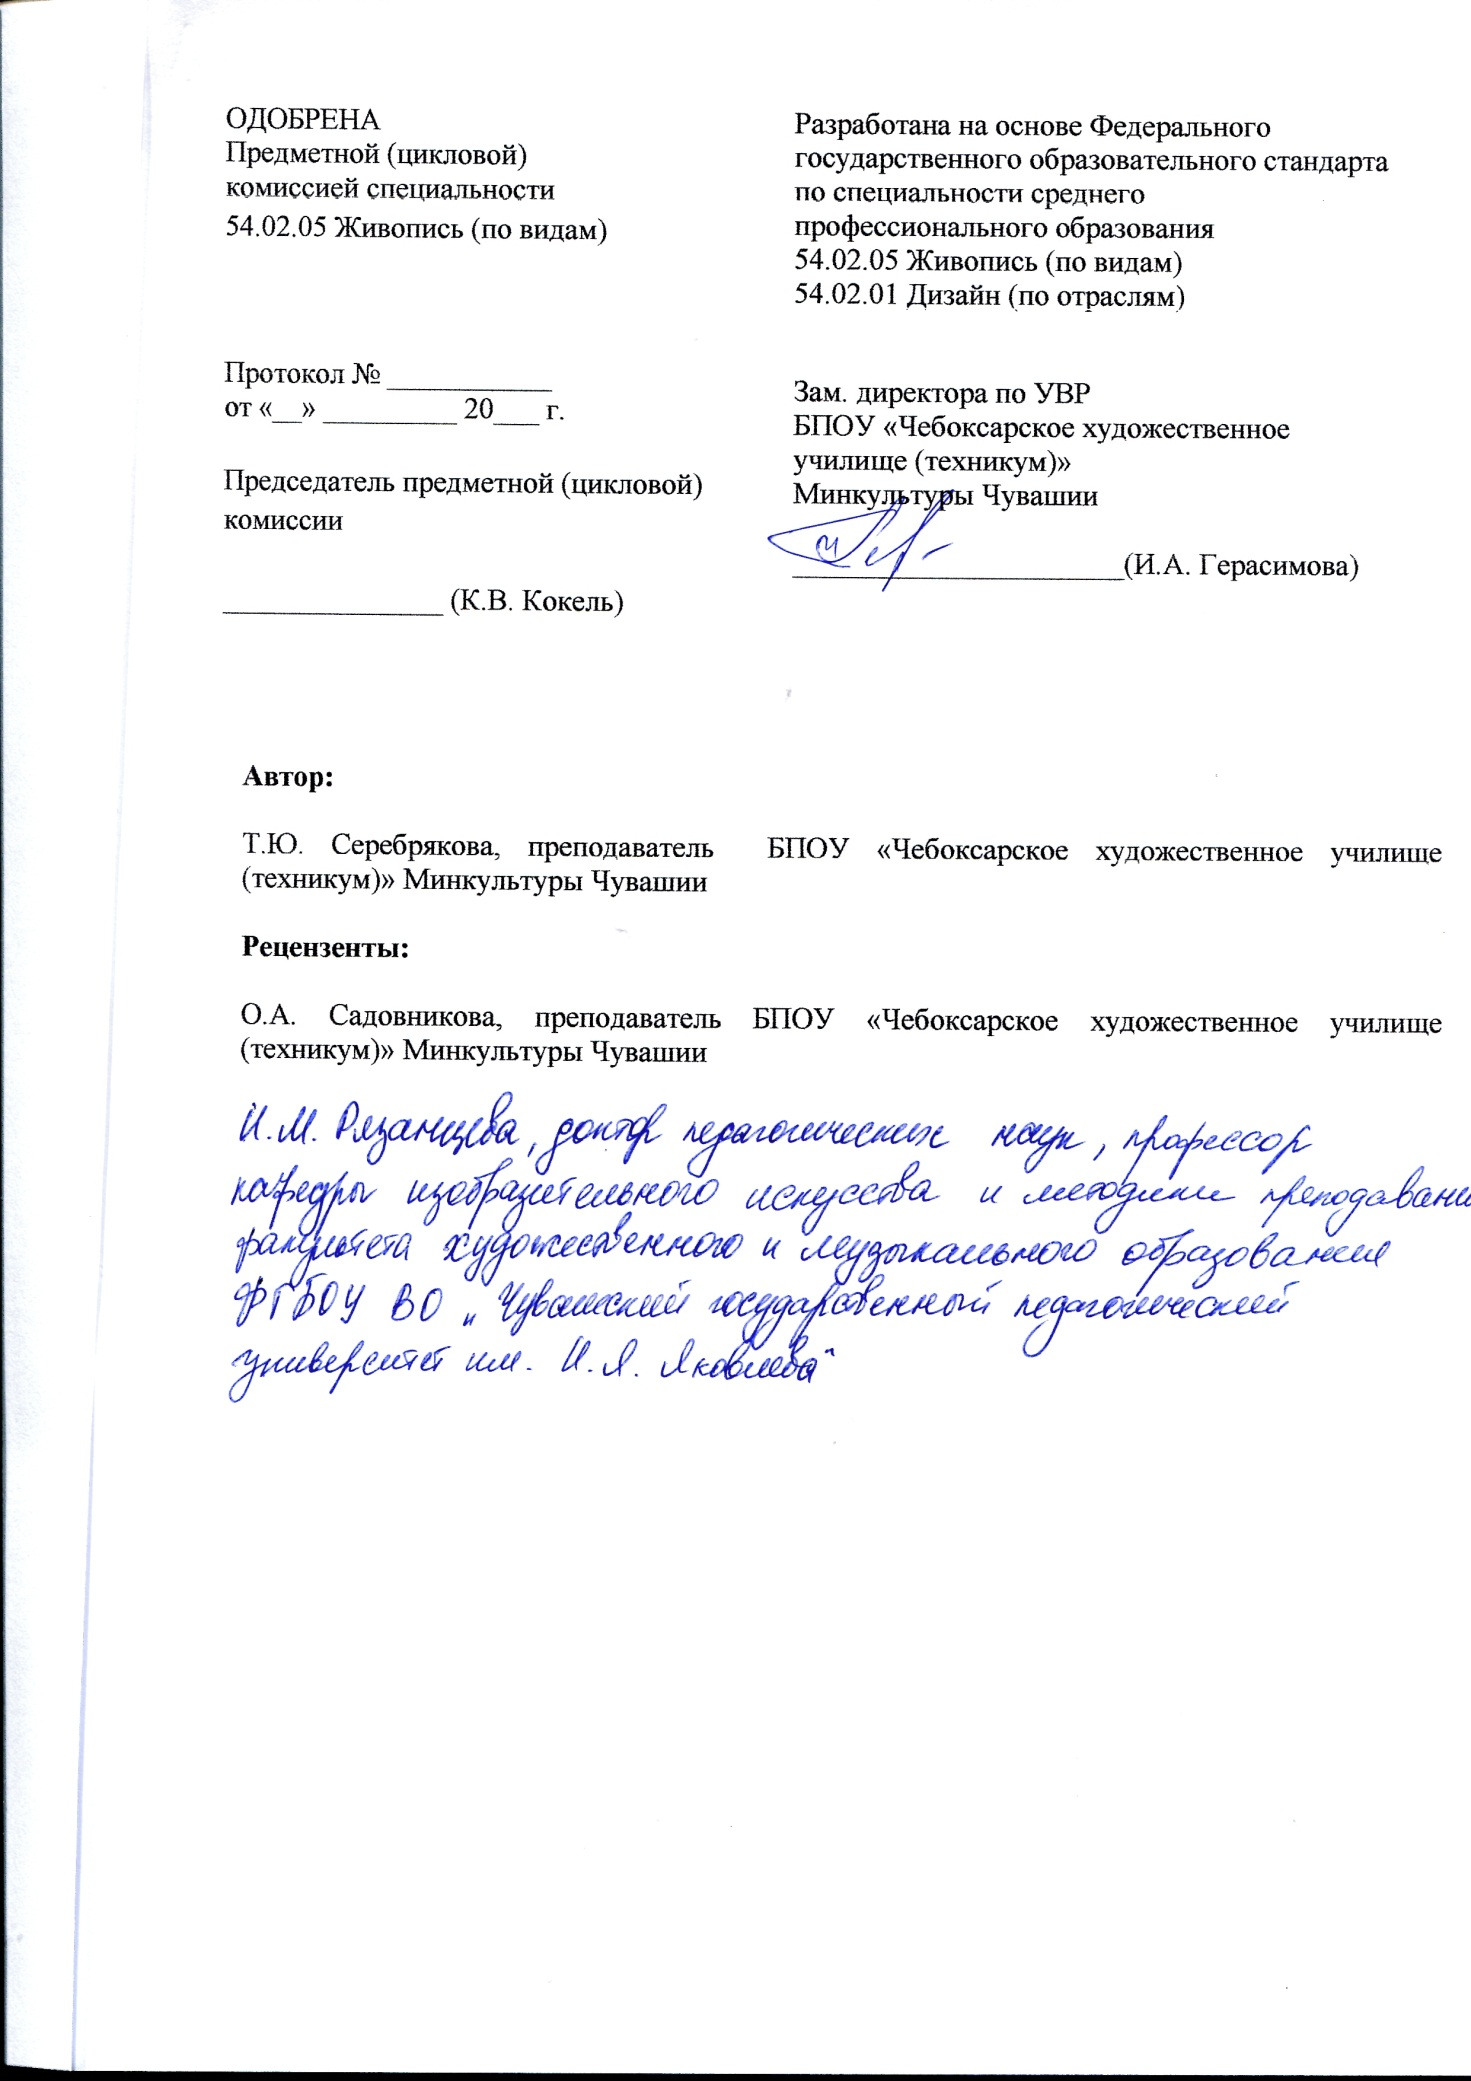 ОДОБРЕНА
Предметной (цикловой)
комиссией специальности
54.02.05 Живопись (по видам)
Протокол № ___________
от «__» _________ 20___ г.
Председатель предметной (цикловой)
комиссии
_______________ (К.В. Кокель)
Разработана на основе Федерального
государственного образовательного стандарта
по специальности среднего
профессионального образования
54.02.05 Живопись (по видам)
54.02.01 Дизайн (по отраслям)
Зам. директора по УВР
БПОУ «Чебоксарское художественное
училище (техникум)»
Минкультуры Чувашии
______________________(И.А. Герасимова)
Автор:
Т.Ю. Серебрякова, преподаватель БПОУ «Чебоксарское художественное училище
(техникум)» Минкультуры Чувашии
Рецензенты:
О.А. Садовникова, преподаватель БПОУ «Чебоксарское художественное училище
(техникум)» Минкультуры Чувашии
И.М. Рязанцева, доктор педагогических наук, профессор
кафедры изобразительного искусства и методики преподавани
факультета художественного и музыкального образования
ФГБОУ ВО „Чувашский государственный педагогический
университет им. И.Я. Яковлева“